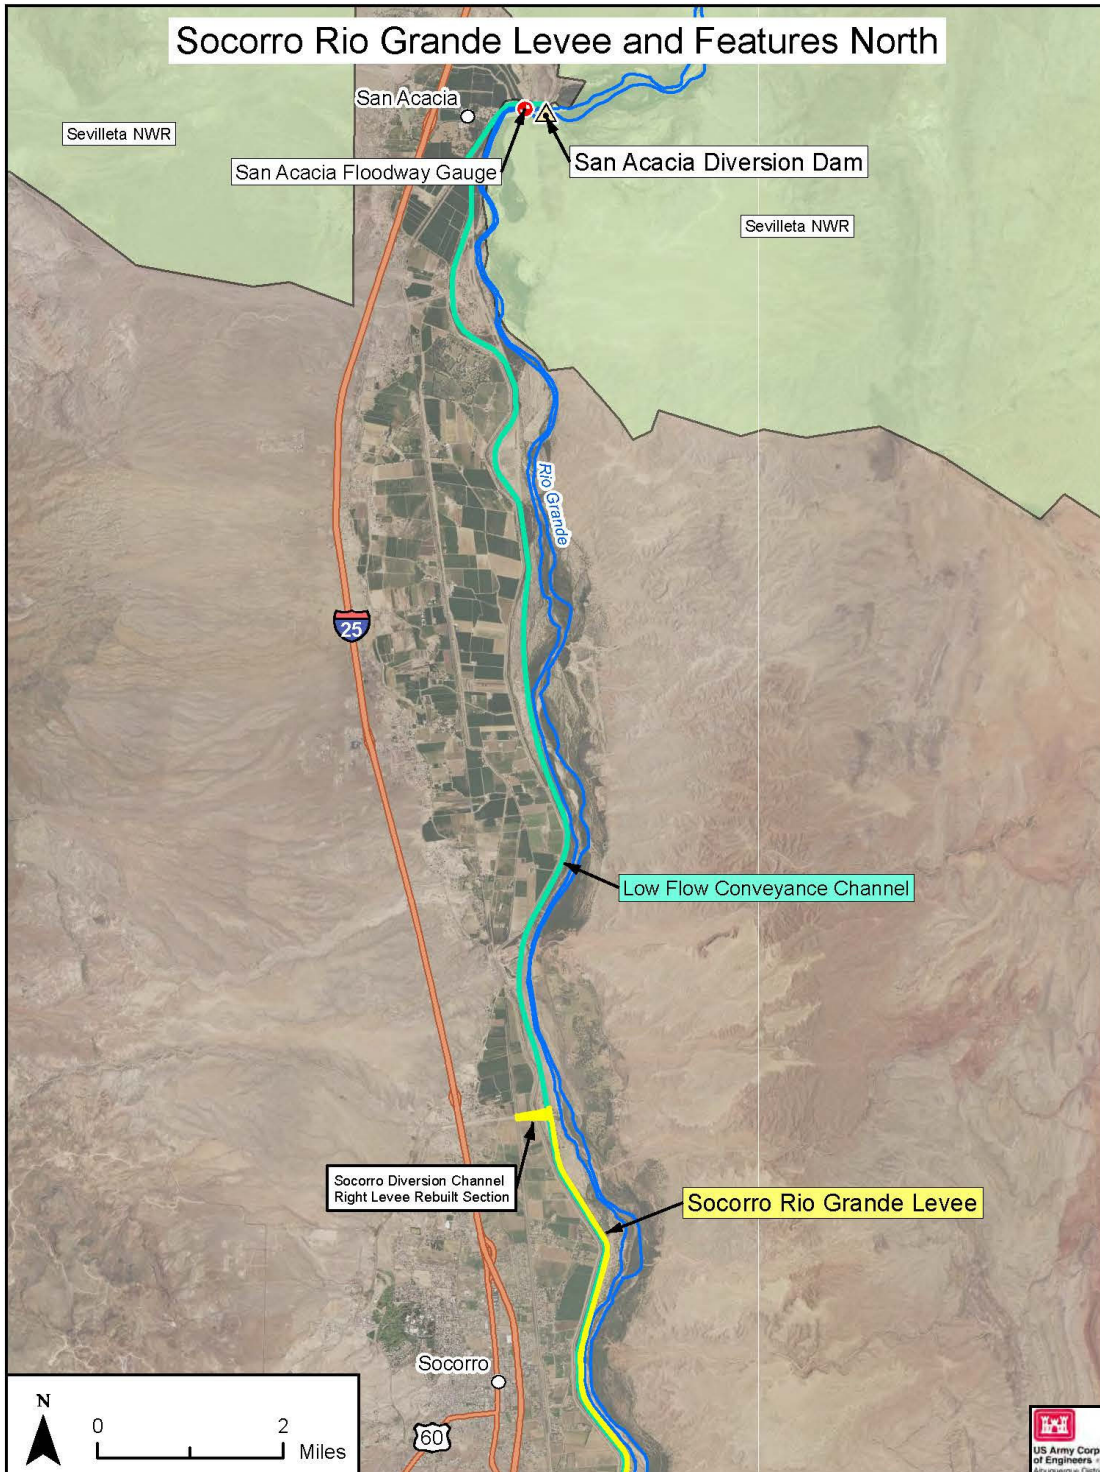 Socorro Rio Grande Levee and Features North
San Acacia
Sevilleta NWR
San Acacia Floodway Gauge
San Acacia Diversion Dam
Sevilleta NWR
Rio Grande
25
Low Flow Conveyance Channel
Socorro Diversion Channel
Right Levee Rebuilt Section
Socorro Rio Grande Levee
Socorro
60
N
0 2
Miles
US Army Corp
of Engineers
Albuquerque